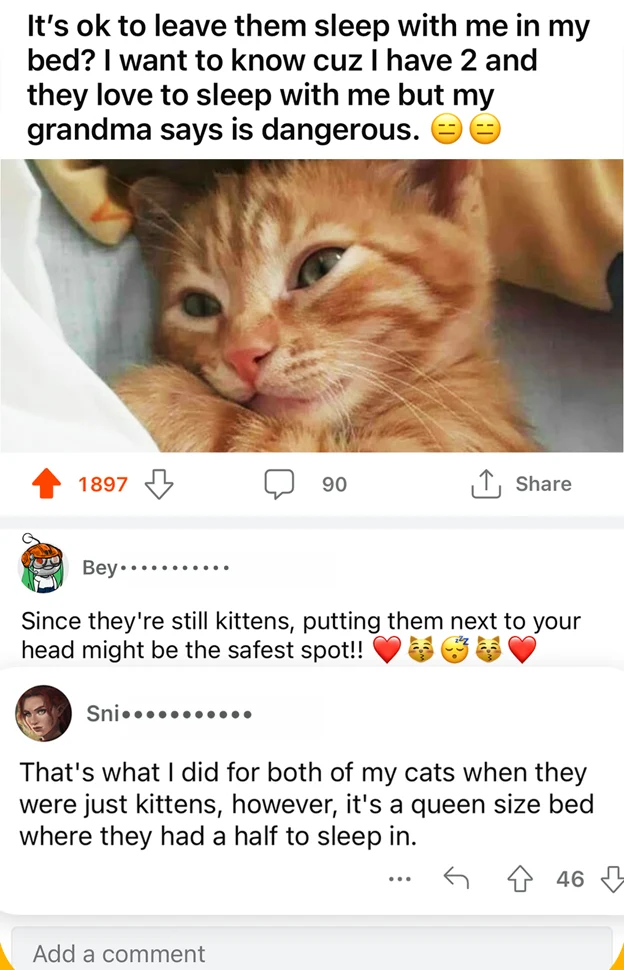 It’s ok to leave them sleep with me in my
bed? I want to know cuz I have 2 and
they love to sleep with me but my
grandma says is dangerous. 😑😑
1897
90
Share
Bey•••••••••••
Since they're still kittens, putting them next to your
head might be the safest spot!! ❤️😽😴😽❤️
Sni•••••••••••
That's what I did for both of my cats when they
were just kittens, however, it's a queen size bed
where they had a half to sleep in.
46
Add a comment